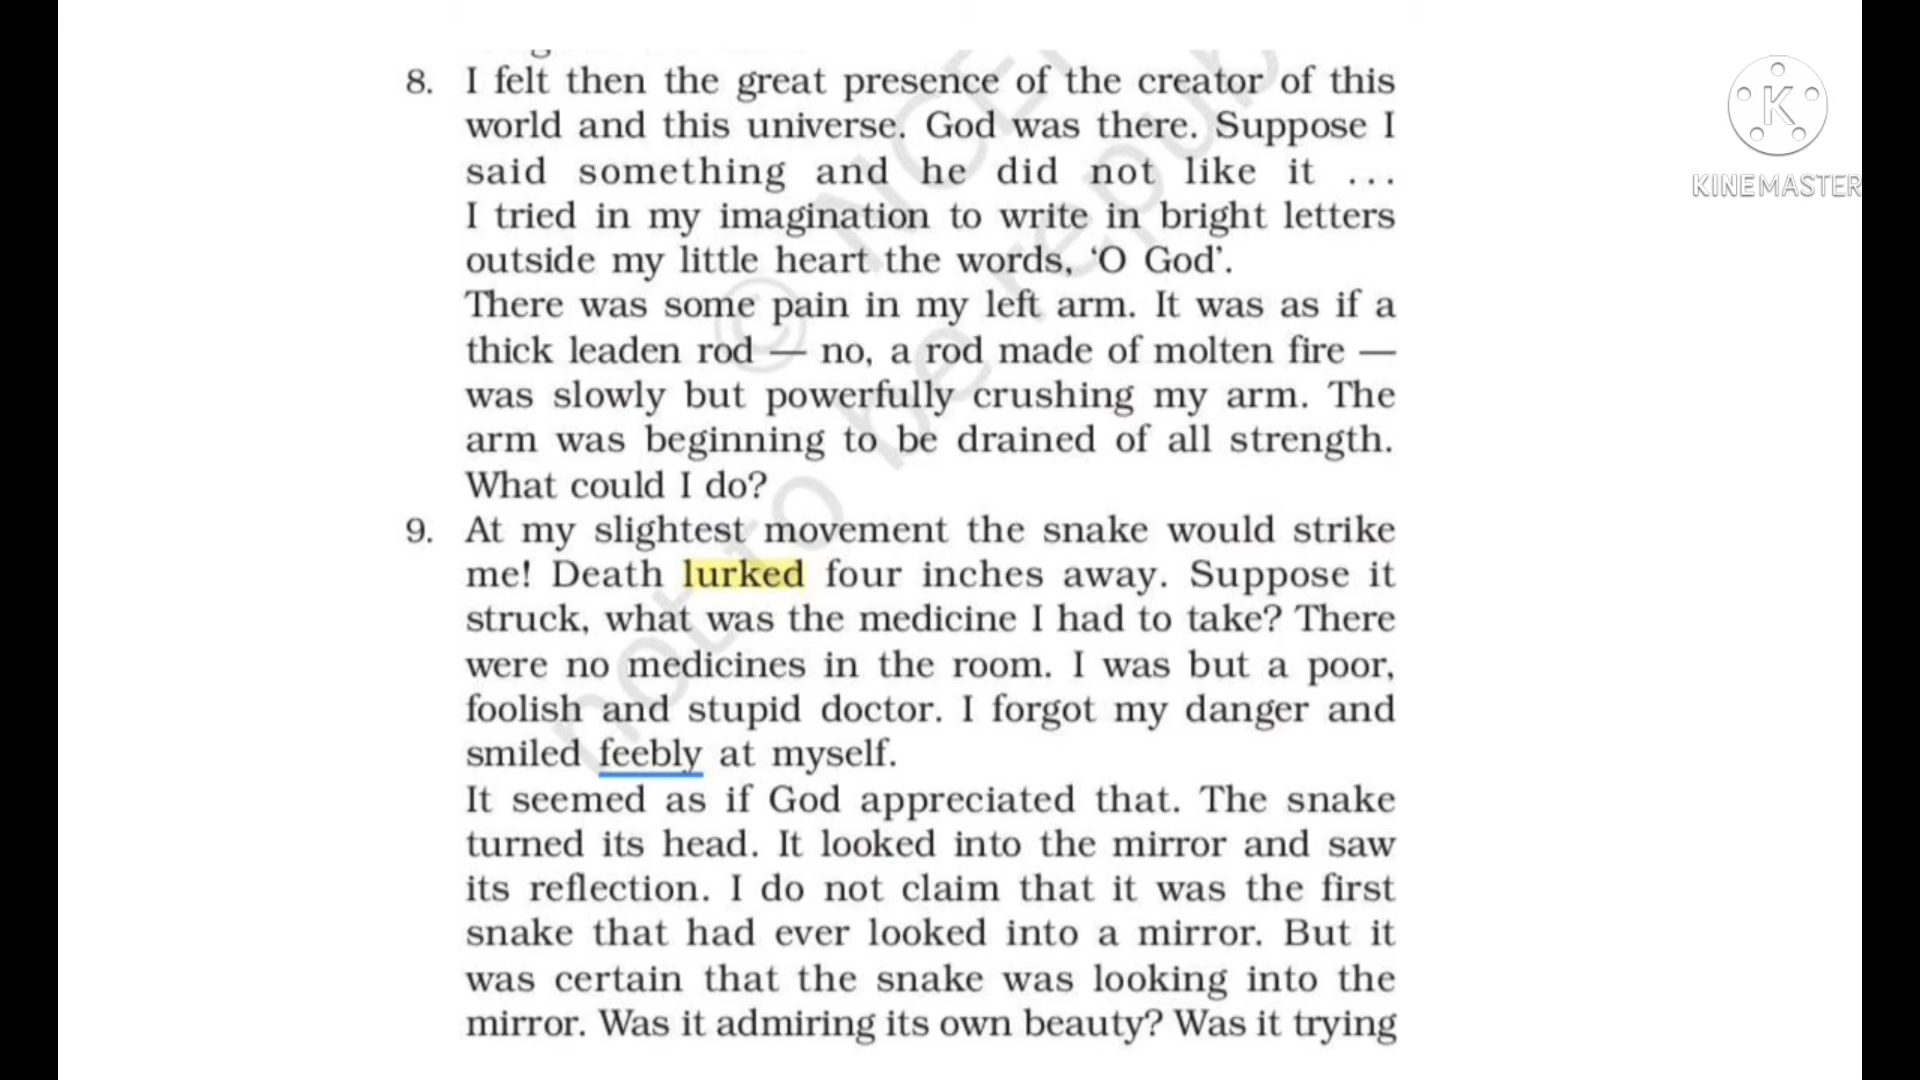 8. I felt then the great presence of the creator of this
world and this universe. God was there. Suppose I
said something and he did not like it ...
I tried in my imagination to write in bright letters
outside my little heart the words, ‘O God’.
There was some pain in my left arm. It was as if a
thick leaden rod — no, a rod made of molten fire —
was slowly but powerfully crushing my arm. The
arm was beginning to be drained of all strength.
What could I do?
9. At my slightest movement the snake would strike
me! Death lurked four inches away. Suppose it
struck, what was the medicine I had to take? There
were no medicines in the room. I was but a poor,
foolish and stupid doctor. I forgot my danger and
smiled feebly at myself.
It seemed as if God appreciated that. The snake
turned its head. It looked into the mirror and saw
its reflection. I do not claim that it was the first
snake that had ever looked into a mirror. But it
was certain that the snake was looking into the
mirror. Was it admiring its own beauty? Was it trying
K
KINEMASTER
© NCE
not to be repub